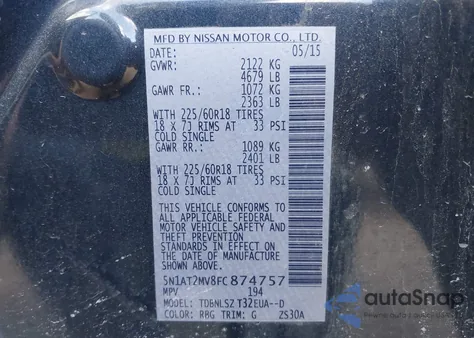 MFD BY NISSAN MOTOR CO., LTD.
DATE: 05/15
GVWR: 2122 KG
4679 LB
GAWR FR.: 1072 KG
2363 LB
WITH 225/60R18 TIRES
18 X 7J RIMS AT 33 PSI
COLD SINGLE
GAWR RR.: 1089 KG
2401 LB
WITH 225/60R18 TIRES
18 X 7J RIMS AT 33 PSI
COLD SINGLE
THIS VEHICLE CONFORMS TO
ALL APPLICABLE FEDERAL
MOTOR VEHICLE SAFETY
AND THEFT PREVENTION
STANDARDS IN EFFECT ON
THE DATE OF MANUFACTURE
SHOWN ABOVE.
5N1AT2MV8FC874757
MPV 194
MODEL: TDBNLSZ T32EUA--D
COLOR: RBG TRIM: G 2S30A
autoSnap